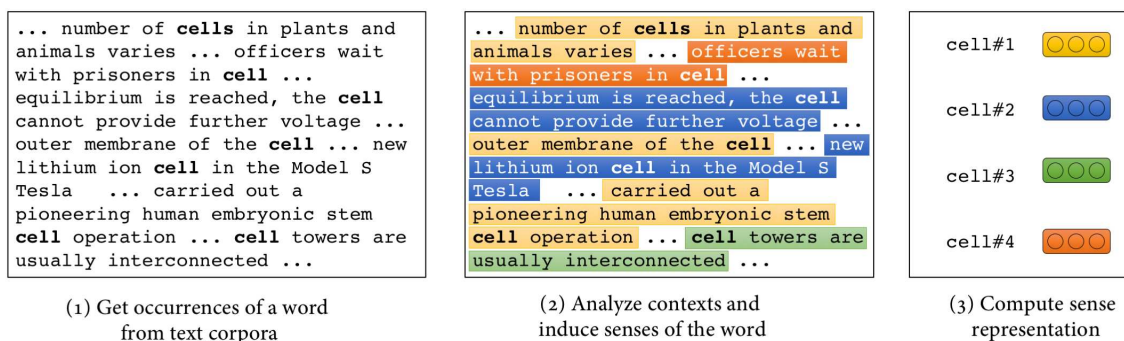 ... number of cells in plants and
animals varies ... officers wait
with prisoners in cell ...
equilibrium is reached, the cell
cannot provide further voltage ...
outer membrane of the cell ... new
lithium ion cell in the Model S
Tesla ... carried out a
pioneering human embryonic stem
cell operation ... cell towers are
usually interconnected ...
(1) Get occurrences of a word
from text corpora
... number of cells in plants and
animals varies ... officers wait
with prisoners in cell ...
equilibrium is reached, the cell
cannot provide further voltage ...
outer membrane of the cell ... new
lithium ion cell in the Model S
Tesla ... carried out a
pioneering human embryonic stem
cell operation ... cell towers are
usually interconnected ...
(2) Analyze contexts and
induce senses of the word
cell#1
cell#2
cell#3
cell#4
(3) Compute sense
representation